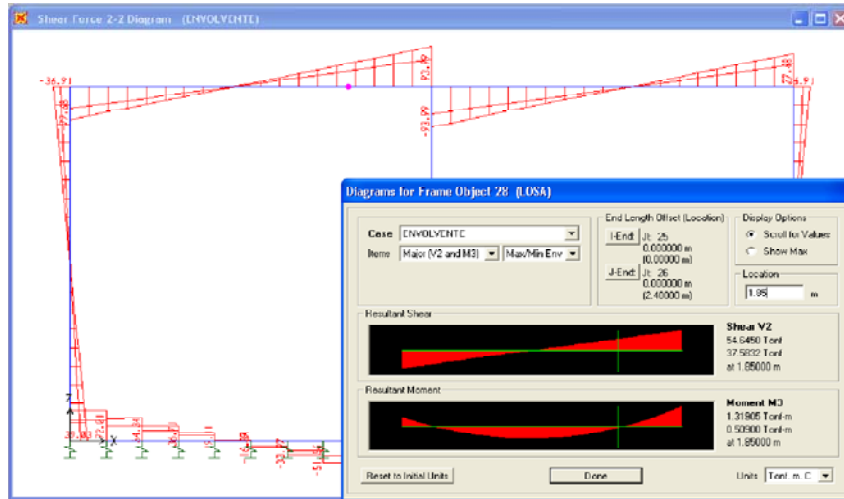 Shear Force 2-2 Diagram (ENVOLVENTE)
-36.91
93.99
-93.99
Diagrams for Frame Object 28 (LOSA)
Case ENVOLVENTE
Items Major (V2 and M3) Max/Min Env
End Length Offset (Location)
I-End: Jt: 25
0.000000 m
(0.00000 m)
J-End: Jt: 26
0.000000 m
(2.40000 m)
Display Options
Scroll for Values
Show Max
Location
1.85 m
Resultant Shear
Shear V2
54.6450 Tonf
37.5832 Tonf
at 1.85000 m
Resultant Moment
Moment M3
1.31905 Tonf-m
0.50900 Tonf-m
at 1.85000 m
Reset to Initial Units
Done
Units Tonf, m, C